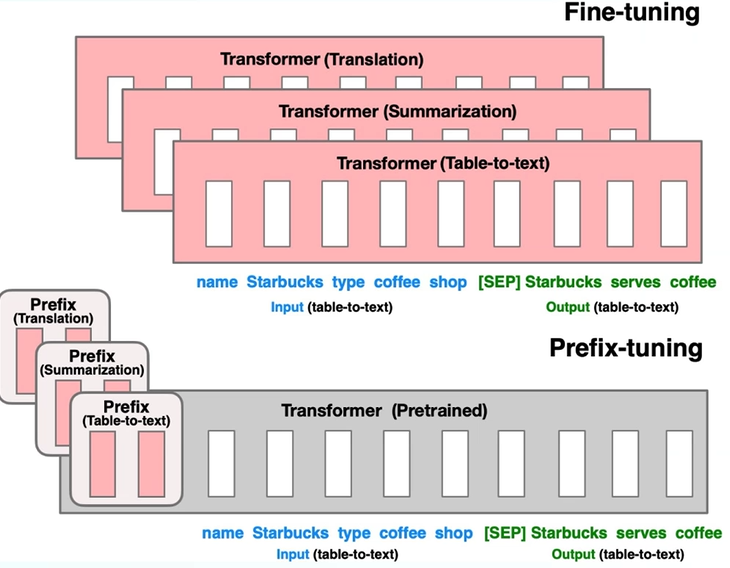 Fine-tuning
Transformer (Translation)
Transformer (Summarization)
Transformer (Table-to-text)
name Starbucks type coffee shop [SEP] Starbucks serves coffee
Input (table-to-text) Output (table-to-text)
Prefix-tuning
Prefix
(Translation)
Prefix
(Summarization)
Prefix
(Table-to-text)
Transformer (Pretrained)
name Starbucks type coffee shop [SEP] Starbucks serves coffee
Input (table-to-text) Output (table-to-text)